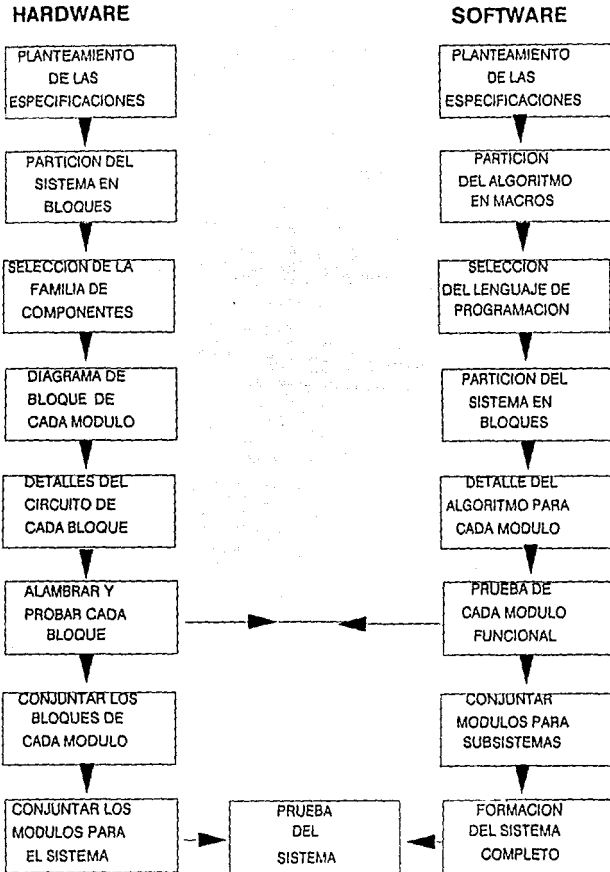 HARDWARE
PLANTEAMIENTO
DE LAS
ESPECIFICACIONES
PARTICION DEL
SISTEMA EN
BLOQUES
SELECCION DE LA
FAMILIA DE
COMPONENTES
DIAGRAMA DE
BLOQUE DE
CADA MODULO
DETALLES DEL
CIRCUITO DE
CADA BLOQUE
ALAMBRAR Y
PROBAR CADA
BLOQUE
CONJUNTAR LOS
BLOQUES DE
CADA MODULO
CONJUNTAR LOS
MODULOS PARA
EL SISTEMA
PRUEBA
DEL
SISTEMA
SOFTWARE
PLANTEAMIENTO
DE LAS
ESPECIFICACIONES
PARTICION
DEL ALGORITMO
EN MACROS
SELECCION
DEL LENGUAJE DE
PROGRAMACION
PARTICION DEL
SISTEMA EN
BLOQUES
DETALLE DEL
ALGORITMO PARA
CADA MODULO
PRUEBA DE
CADA MODULO
FUNCIONAL
CONJUNTAR
MODULOS PARA
SUBSISTEMAS
FORMACION
DEL SISTEMA
COMPLETO